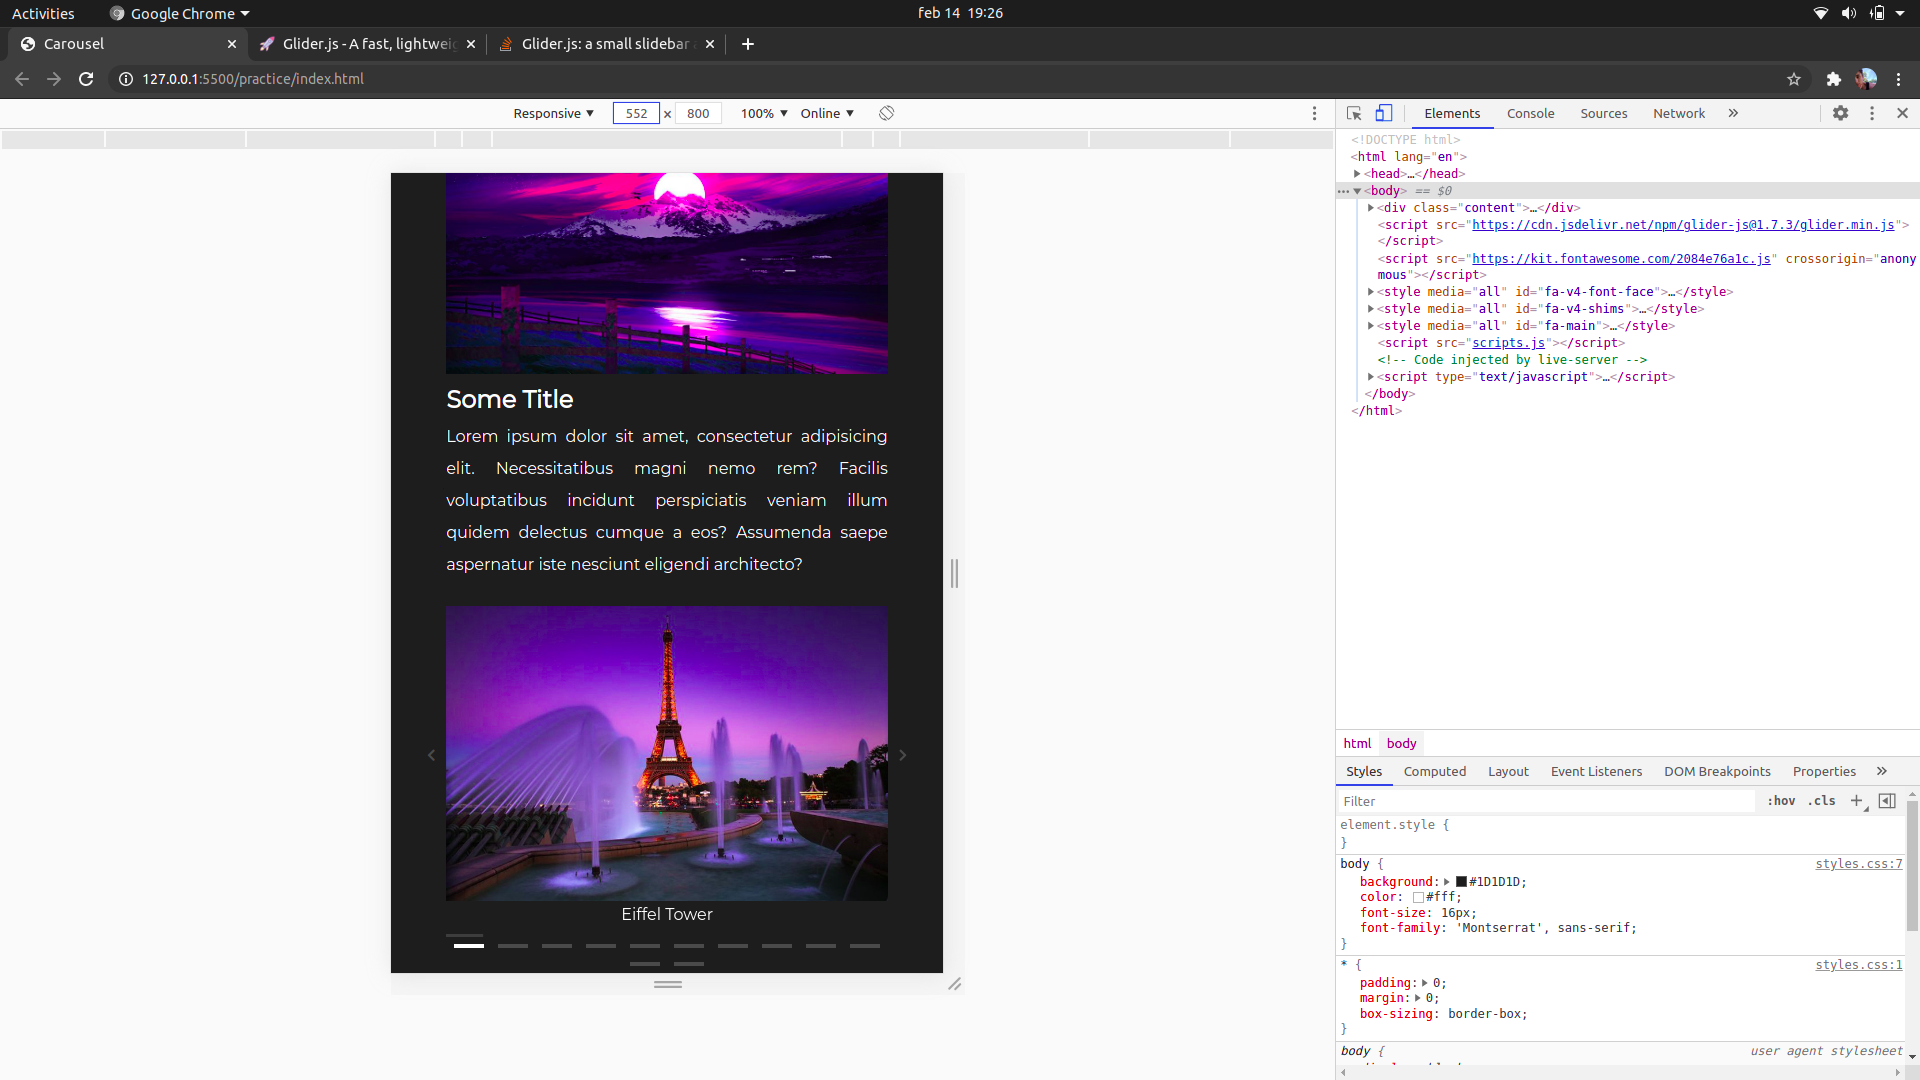 Activities
Google Chrome
feb 14 19:26
Carousel
Glider.js - A fast, lightweig
Glider.js: a small slidebar
127.0.0.1:5500/practice/index.html
Responsive 552 × 800 100% Online
Elements Console Sources Network »
<!DOCTYPE html>
<html lang="en">
<head>…</head>
<body> == $0
<div class="content">…</div>
<script src="https://cdn.jsdelivr.net/npm/glider-js@1.7.3/glider.min.js">
</script>
<script src="https://kit.fontawesome.com/2084e76a1c.js" crossorigin="anony
mous"></script>
<style media="all" id="fa-v4-font-face">…</style>
<style media="all" id="fa-v4-shims">…</style>
<style media="all" id="fa-main">…</style>
<script src="scripts.js"></script>
<!-- Code injected by live-server -->
<script type="text/javascript">…</script>
</body>
</html>
Some Title
Lorem ipsum dolor sit amet, consectetur adipisicing
elit. Necessitatibus magni nemo rem? Facilis
voluptatibus incidunt perspiciatis veniam illum
quidem delectus cumque a eos? Assumenda saepe
aspernatur iste nesciunt eligendi architecto?
Eiffel Tower
html body
Styles Computed Layout Event Listeners DOM Breakpoints Properties »
Filter :hov .cls +
element.style {
}
body { styles.css:7
background: #1D1D1D;
color: #fff;
font-size: 16px;
font-family: 'Montserrat', sans-serif;
}
* { styles.css:1
padding: 0;
margin: 0;
box-sizing: border-box;
}
body { user agent stylesheet